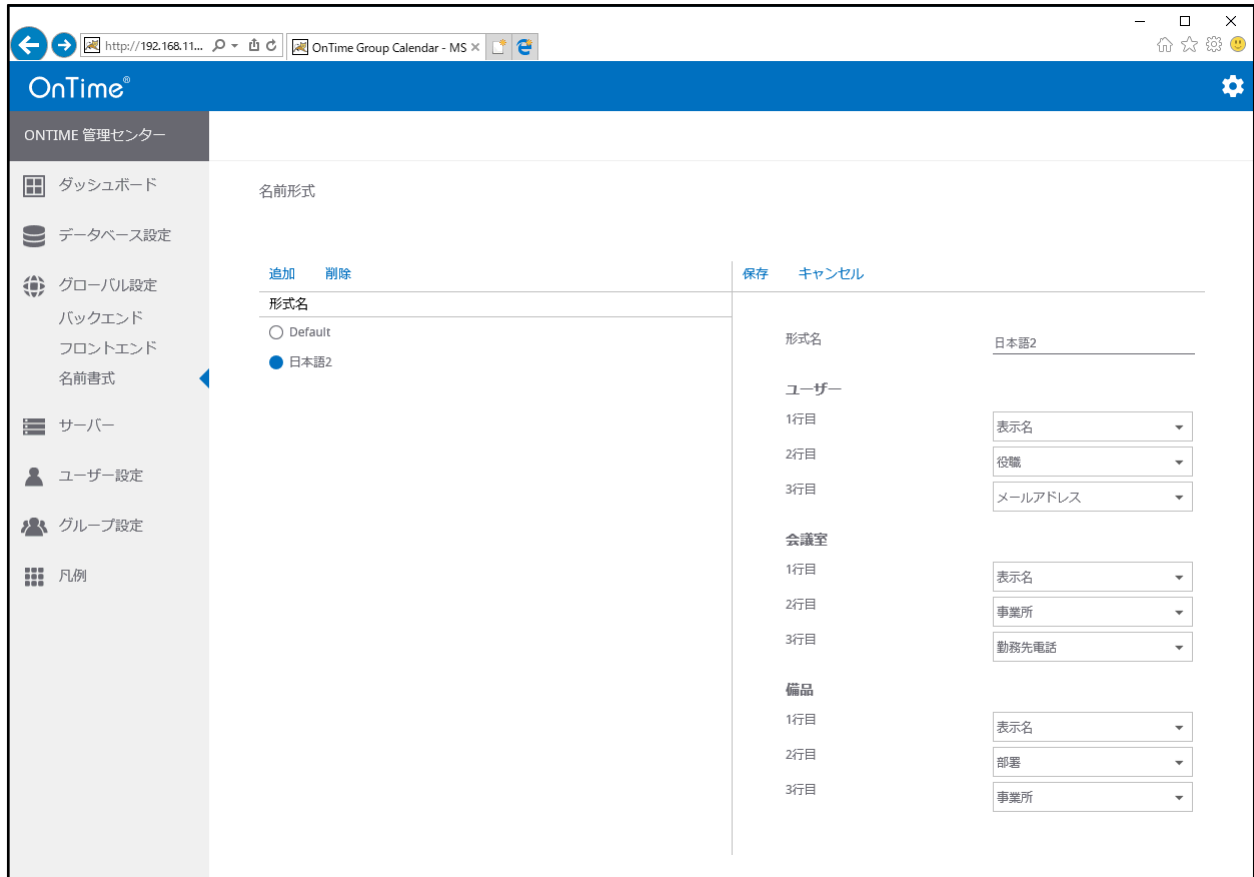 http://192.168.11... OnTime Group Calendar - MS
OnTime®
ONTIME 管理センター
ダッシュボード
データベース設定
グローバル設定
バックエンド
フロントエンド
名前書式
サーバー
ユーザー設定
グループ設定
凡例
名前形式
追加 削除
形式名
Default
日本語2
保存 キャンセル
形式名 日本語2
ユーザー
1行目 表示名
2行目 役職
3行目 メールアドレス
会議室
1行目 表示名
2行目 事業所
3行目 勤務先電話
備品
1行目 表示名
2行目 部署
3行目 事業所